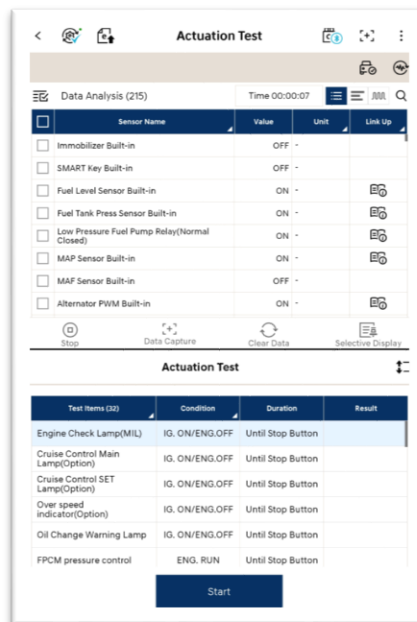 Actuation Test
Data Analysis (215) Time 00:00:07
Sensor Name Value Unit Link Up
Immobilizer Built-in OFF -
SMART Key Built-in OFF -
Fuel Level Sensor Built-in ON -
Fuel Tank Press Sensor Built-in ON -
Low Pressure Fuel Pump Relay(Normal
Closed) ON -
MAP Sensor Built-in ON -
MAF Sensor Built-in OFF -
Alternator PWM Built-in ON -
Stop Data Capture Clear Data Selective Display
Actuation Test
Test Items (32) Condition Duration Result
Engine Check Lamp(MIL) IG. ON/ENG.OFF Until Stop Button
Cruise Control Main
Lamp(Option) IG. ON/ENG.OFF Until Stop Button
Cruise Control SET
Lamp(Option) IG. ON/ENG.OFF Until Stop Button
Over speed
indicator(Option) IG. ON/ENG.OFF Until Stop Button
Oil Change Warning Lamp IG. ON/ENG.OFF Until Stop Button
FPCM pressure control ENG. RUN Until Stop Button
Start